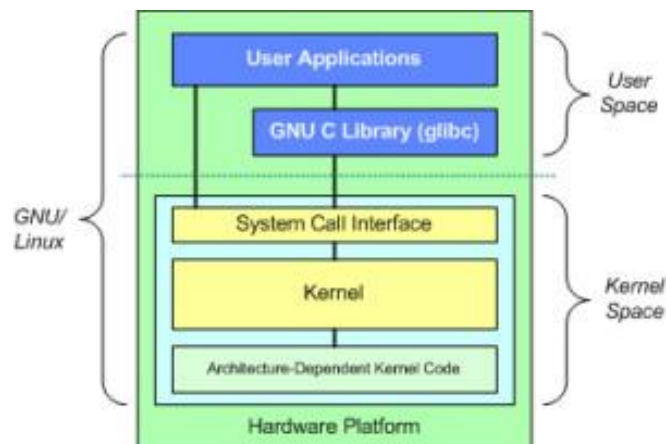 User Applications
User
Space
GNU C Library (glibc)
GNU/
Linux
System Call Interface
Kernel
Kernel
Space
Architecture-Dependent Kernel Code
Hardware Platform